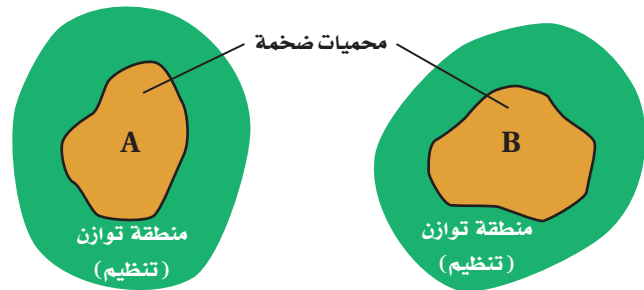 محميات ضخمة
A
B
منطقة توازن
(تنظيم)
منطقة توازن
(تنظيم)